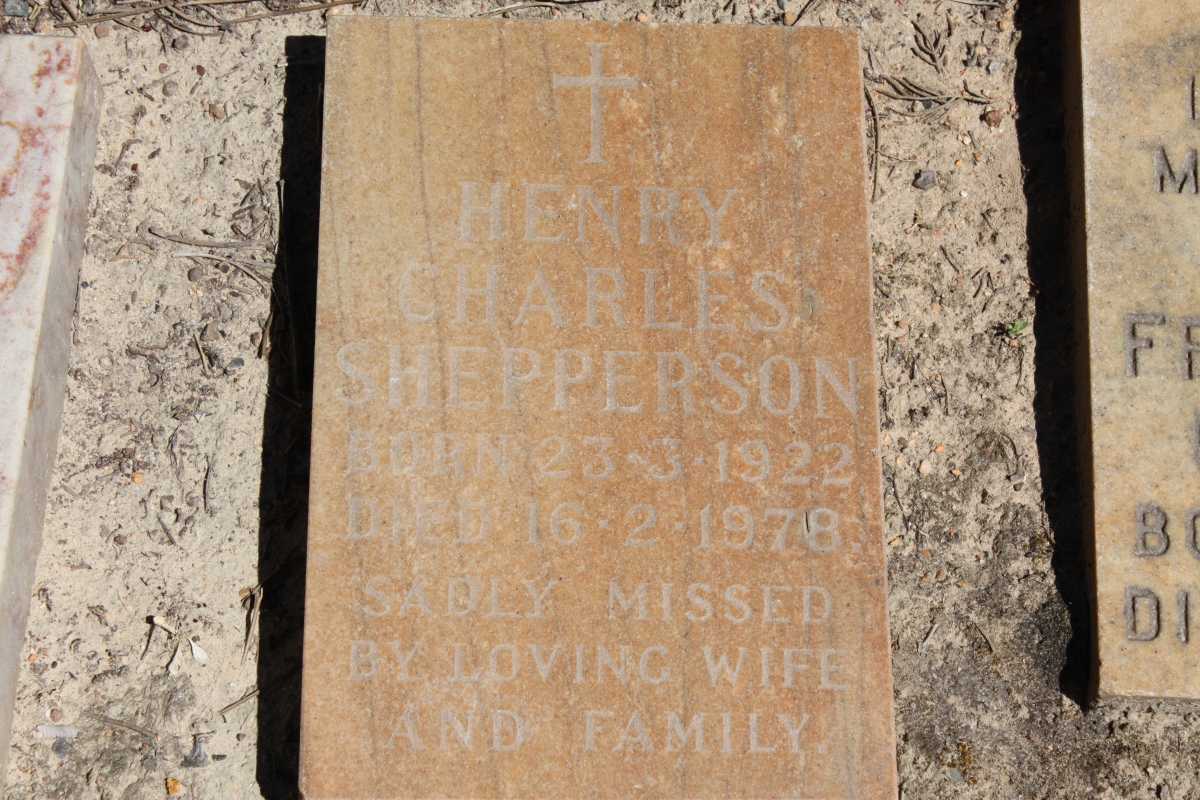 HENRY
CHARLES
SHEPPERSON
BORN 23·3·1922
DIED 16·2·1978.
SADLY MISSED
BY LOVING WIFE
AND FAMILY.